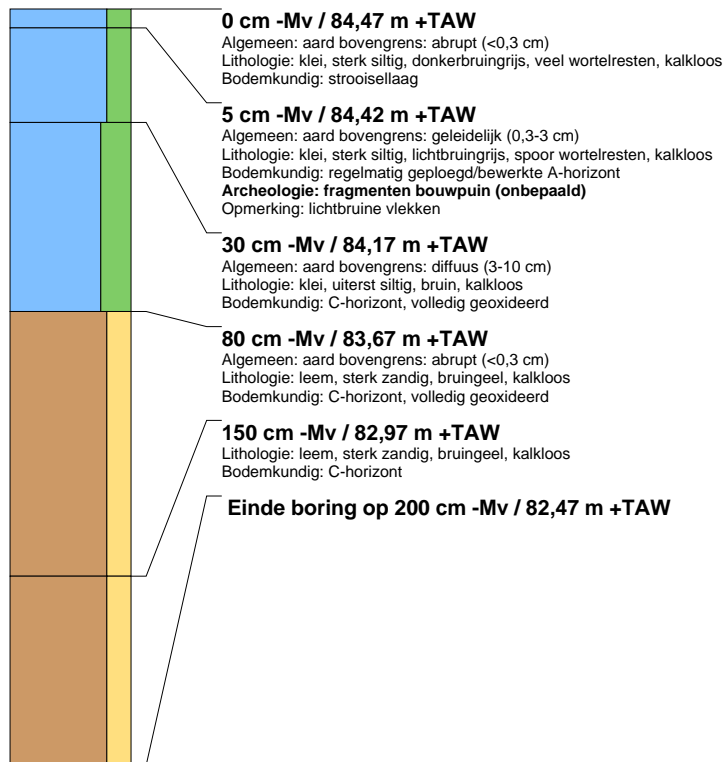 0 cm -Mv / 84,47 m +TAW
Algemeen: aard bovengrens: abrupt (<0,3 cm)
Lithologie: klei, sterk siltig, donkerbruingrijs, veel wortelresten, kalkloos
Bodemkundig: strooisellaag
5 cm -Mv / 84,42 m +TAW
Algemeen: aard bovengrens: geleidelijk (0,3-3 cm)
Lithologie: klei, sterk siltig, lichtbruingrijs, spoor wortelresten, kalkloos
Bodemkundig: regelmatig geploegd/bewerkte A-horizont
Archeologie: fragmenten bouwpuin (onbepaald)
Opmerking: lichtbruine vlekken
30 cm -Mv / 84,17 m +TAW
Algemeen: aard bovengrens: diffuus (3-10 cm)
Lithologie: klei, uiterst siltig, bruin, kalkloos
Bodemkundig: C-horizont, volledig geoxideerd
80 cm -Mv / 83,67 m +TAW
Algemeen: aard bovengrens: abrupt (<0,3 cm)
Lithologie: leem, sterk zandig, bruingeel, kalkloos
Bodemkundig: C-horizont, volledig geoxideerd
150 cm -Mv / 82,97 m +TAW
Lithologie: leem, sterk zandig, bruingeel, kalkloos
Bodemkundig: C-horizont
Einde boring op 200 cm -Mv / 82,47 m +TAW